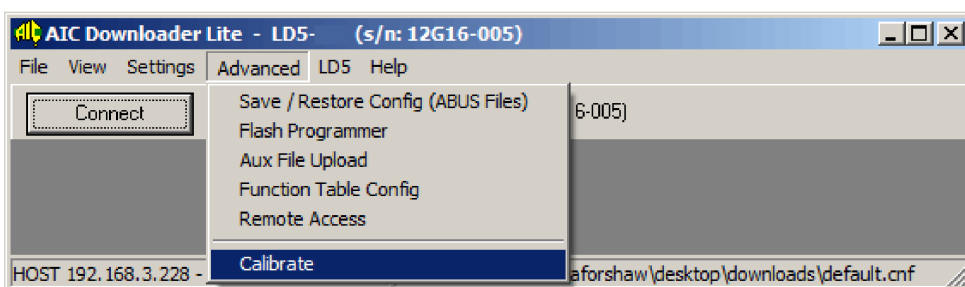 AIC AIC Downloader Lite - LD5- (s/n: 12G16-005)
File View Settings Advanced LD5 Help
Connect
6-005)
Save / Restore Config (ABUS Files)
Flash Programmer
Aux File Upload
Function Table Config
Remote Access
Calibrate
HOST 192.168.3.228 - aforshaw\desktop\downloads\default.cnf